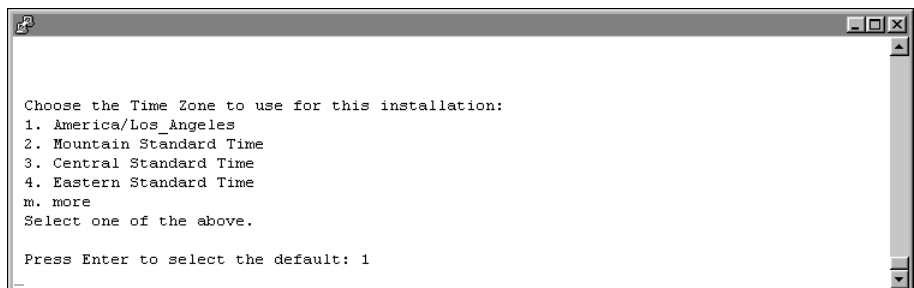 Choose the Time Zone to use for this installation:
1. America/Los_Angeles
2. Mountain Standard Time
3. Central Standard Time
4. Eastern Standard Time
m. more
Select one of the above.
Press Enter to select the default: 1